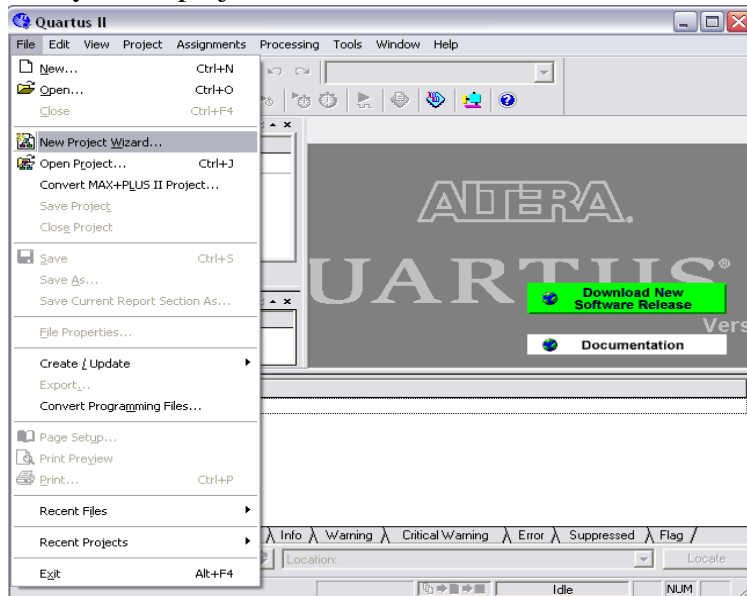 Quartus II
File Edit View Project Assignments Processing Tools Window Help
New... Ctrl+N
Open... Ctrl+O
Close Ctrl+F4
New Project Wizard...
Open Project... Ctrl+J
Convert MAX+PLUS II Project...
Save Project
Close Project
Save Ctrl+S
Save As...
Save Current Report Section As...
File Properties...
Create / Update
Export...
Convert Programming Files...
Page Setup...
Print Preview
Print... Ctrl+P
Recent Files
Recent Projects
Exit Alt+F4
ALTERA
UARTUS®
Download New
Software Release
Vers
Documentation
Info Warning Critical Warning Error Suppressed Flag
Location: Locate
Idle NUM